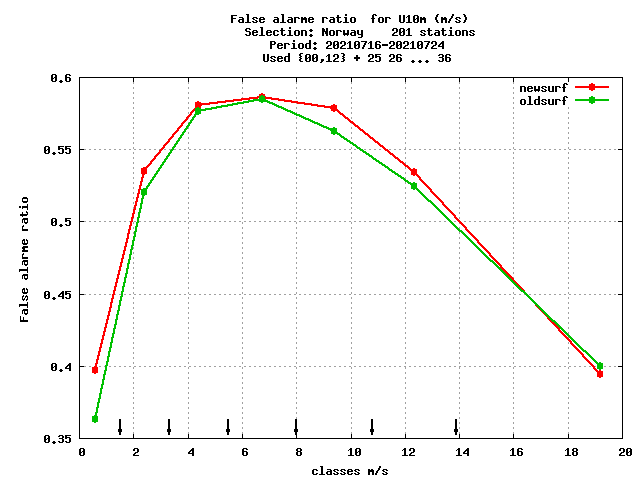 False alarme ratio for U10m (m/s)
Selection: Norway 201 stations
Period: 20210716-20210724
Used {00,12} + 25 26 ... 36
newsurf
oldsurf
0.6
0.55
0.5
0.45
0.4
0.35
False alarme ratio
0 2 4 6 8 10 12 14 16 18 20
classes m/s